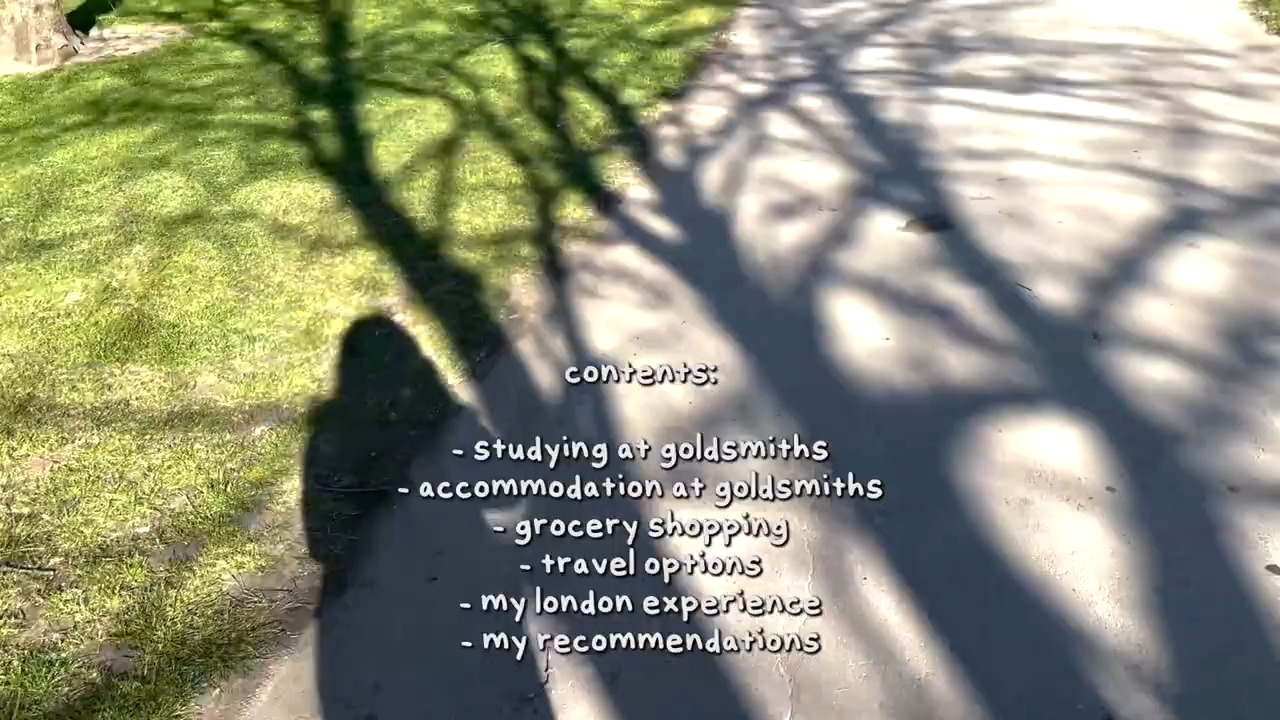 contents:
- studying at goldsmiths
- accommodation at goldsmiths
- grocery shopping
- travel options
- my london experience
- my recommendations